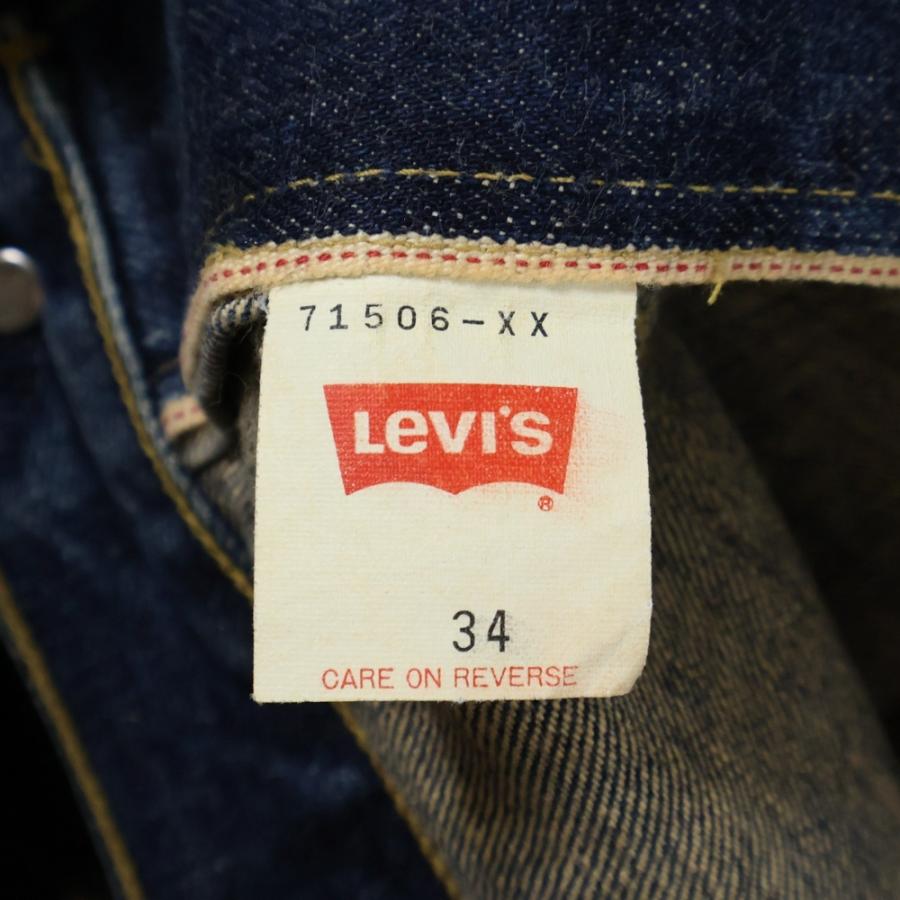 71506-XX
Levi's
®
34
CARE ON REVERSE